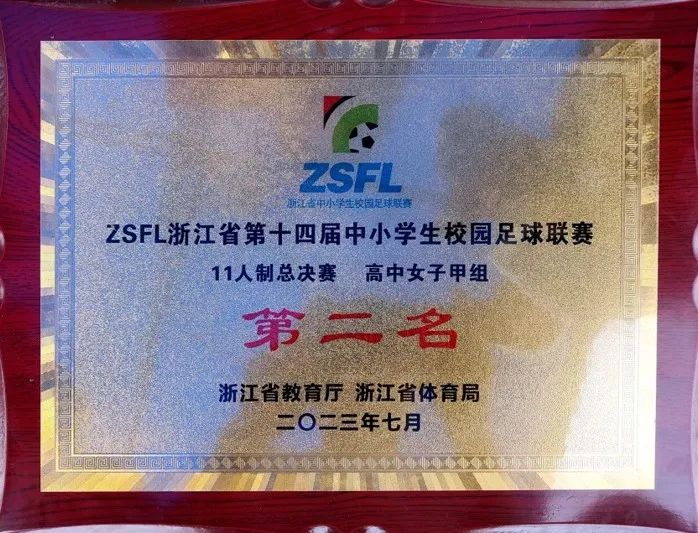 ZSFL
浙江省中小学生校园足球联赛
ZSFL浙江省第十四届中小学生校园足球联赛
11人制总决赛 高中女子甲组
第二名
浙江省教育厅 浙江省体育局
二〇二三年七月